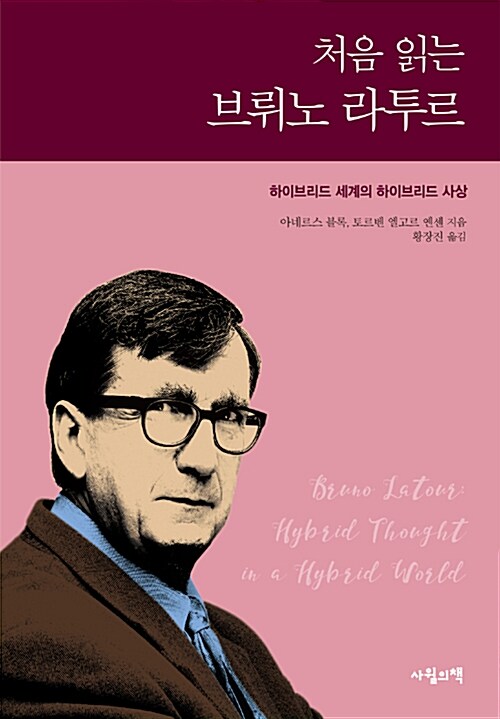 처음 읽는
브뤼노 라투르
하이브리드 세계의 하이브리드 사상
아네르스 블록, 토르벤 엘고르 옌센 지음
황장진 옮김
Bruno Latour:
Hybrid Thought
in a Hybrid World
사월의책